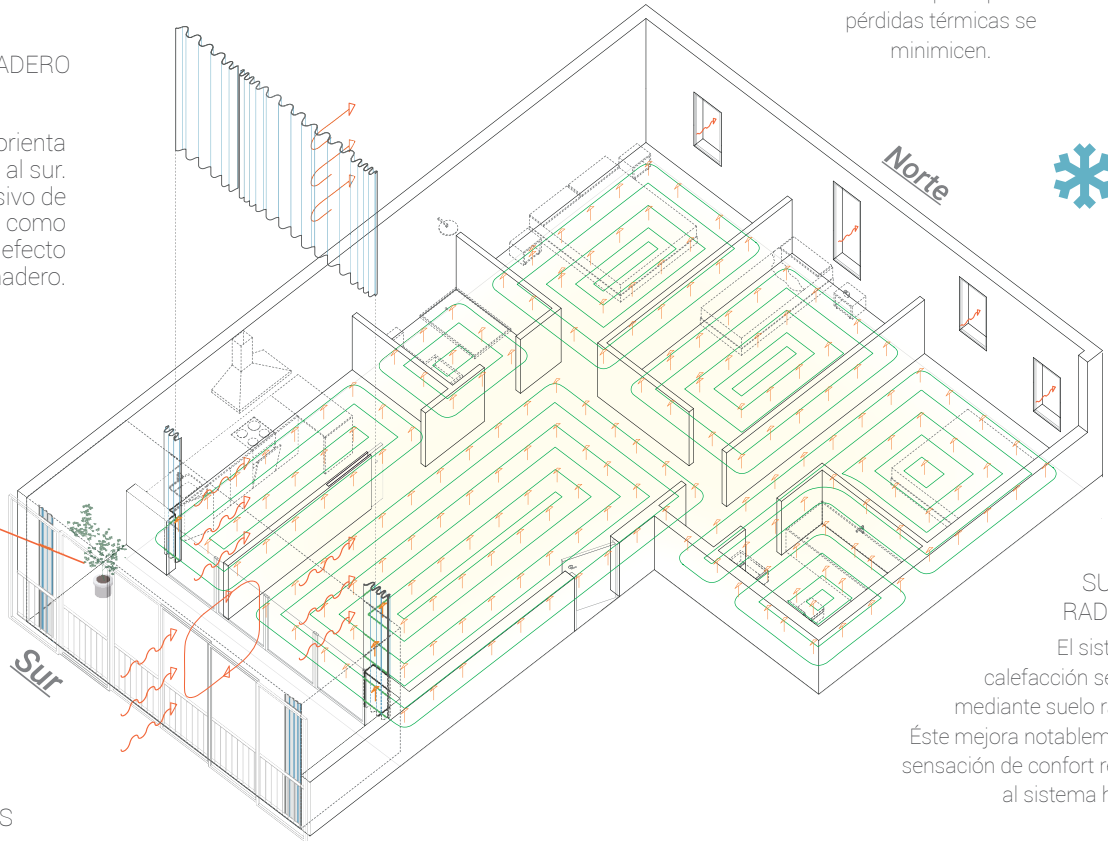 pérdidas térmicas se
minimicen.
ADERO
orienta
al sur.
sivo de
como
efecto
nadero.
Norte
Sur
SU
RAD
El sist
calefacción se
mediante suelo ra
Éste mejora notablem
sensación de confort re
al sistema h
S